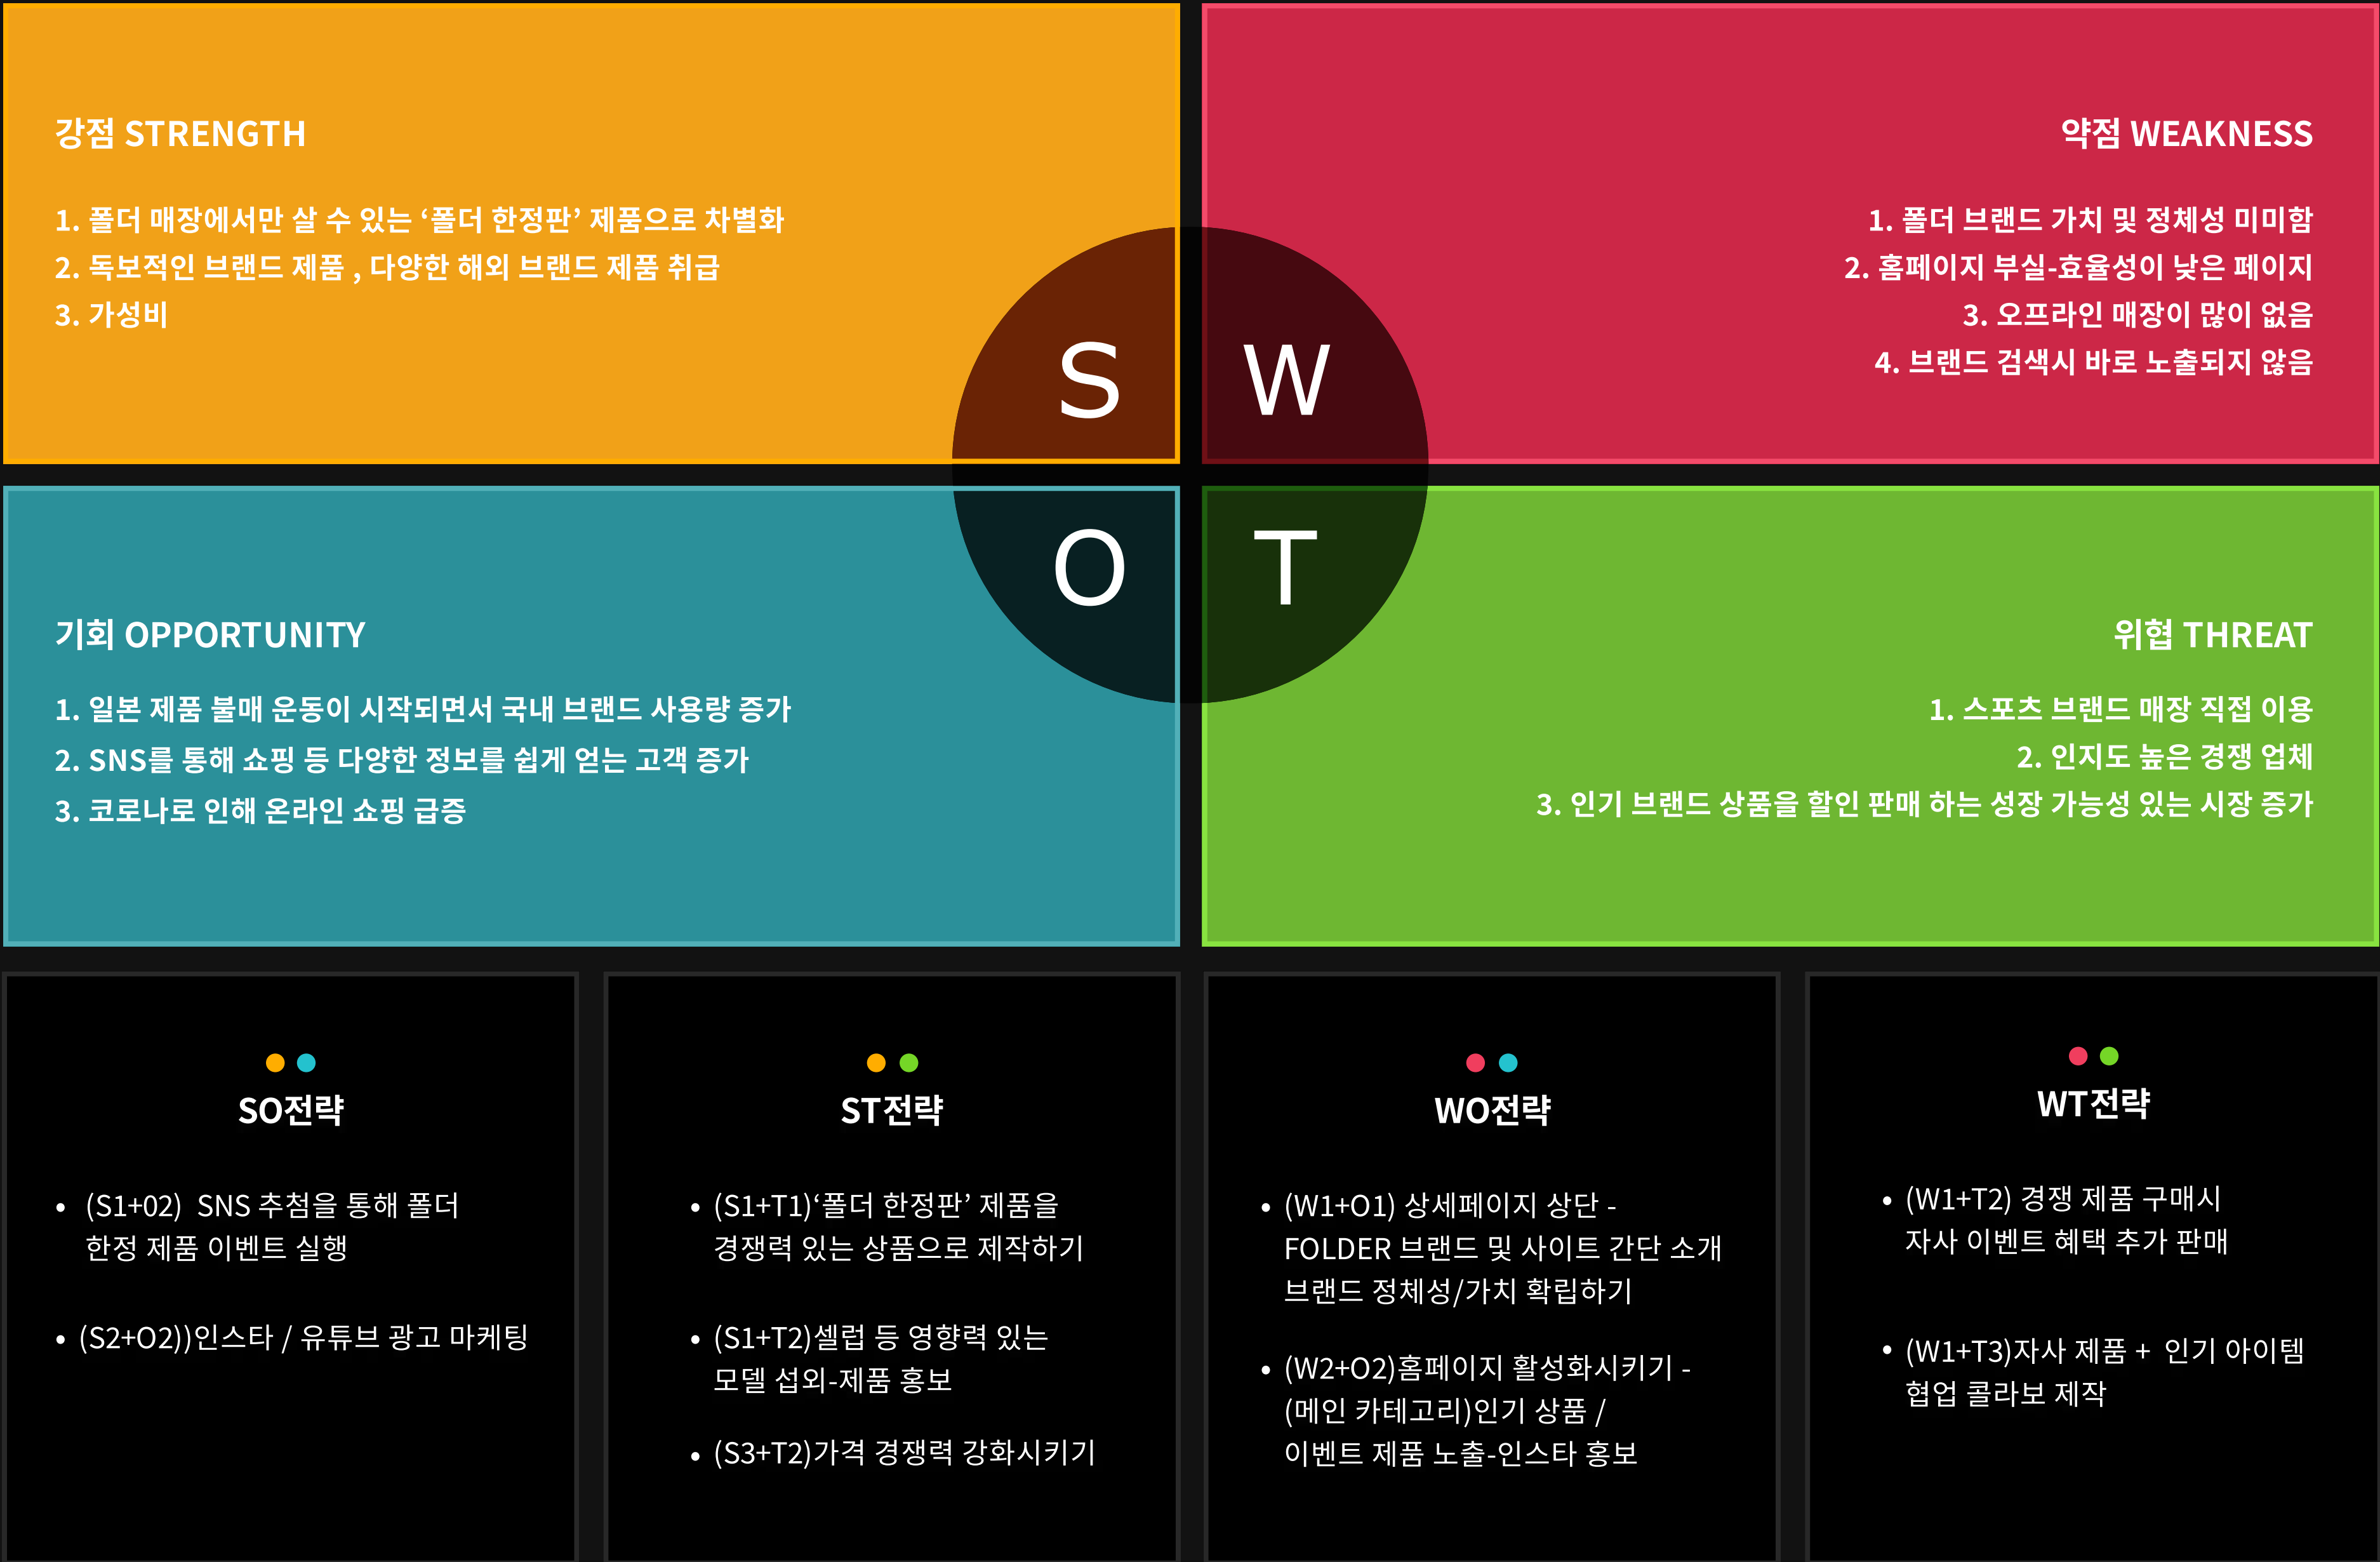 강점 STRENGTH
1. 폴더 매장에서만 살 수 있는 ‘폴더 한정판’ 제품으로 차별화
2. 독보적인 브랜드 제품 , 다양한 해외 브랜드 제품 취급
3. 가성비
약점 WEAKNESS
1. 폴더 브랜드 가치 및 정체성 미미함
2. 홈페이지 부실-효율성이 낮은 페이지
3. 오프라인 매장이 많이 없음
4. 브랜드 검색시 바로 노출되지 않음
S
W
O
T
기회 OPPORTUNITY
1. 일본 제품 불매 운동이 시작되면서 국내 브랜드 사용량 증가
2. SNS를 통해 쇼핑 등 다양한 정보를 쉽게 얻는 고객 증가
3. 코로나로 인해 온라인 쇼핑 급증
위협 THREAT
1. 스포츠 브랜드 매장 직접 이용
2. 인지도 높은 경쟁 업체
3. 인기 브랜드 상품을 할인 판매 하는 성장 가능성 있는 시장 증가
SO전략
• (S1+02) SNS 추첨을 통해 폴더
한정 제품 이벤트 실행
• (S2+O2))인스타 / 유튜브 광고 마케팅
ST전략
• (S1+T1)‘폴더 한정판’ 제품을
경쟁력 있는 상품으로 제작하기
• (S1+T2)셀럽 등 영향력 있는
모델 섭외-제품 홍보
• (S3+T2)가격 경쟁력 강화시키기
WO전략
• (W1+O1) 상세페이지 상단 -
FOLDER 브랜드 및 사이트 간단 소개
브랜드 정체성/가치 확립하기
• (W2+O2)홈페이지 활성화시키기 -
(메인 카테고리)인기 상품 /
이벤트 제품 노출-인스타 홍보
WT전략
• (W1+T2) 경쟁 제품 구매시
자사 이벤트 혜택 추가 판매
• (W1+T3)자사 제품 + 인기 아이템
협업 콜라보 제작